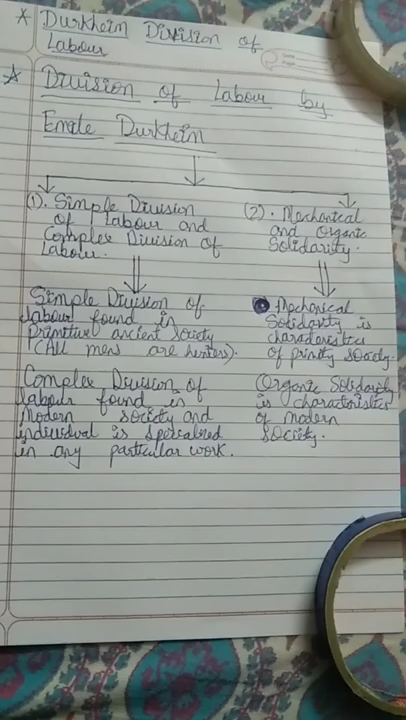 * Durkheim Division of
Labour
* Division of Labour by
Emile Durkheim
(1). Simple Division
of Labour and
Complex Division of
Labour.
(2). Mechanical
and Organic
Solidarity.
Simple Division of
labour found in
Primitive ancient Society
(All mens are hunters).
Complex Division of
labour found in
Modern society and
individual is specialised
in any particular work.
Mechanical
Solidarity is
characteristics
of society.
Organic Solidarity
is characteristics
of modern
society.